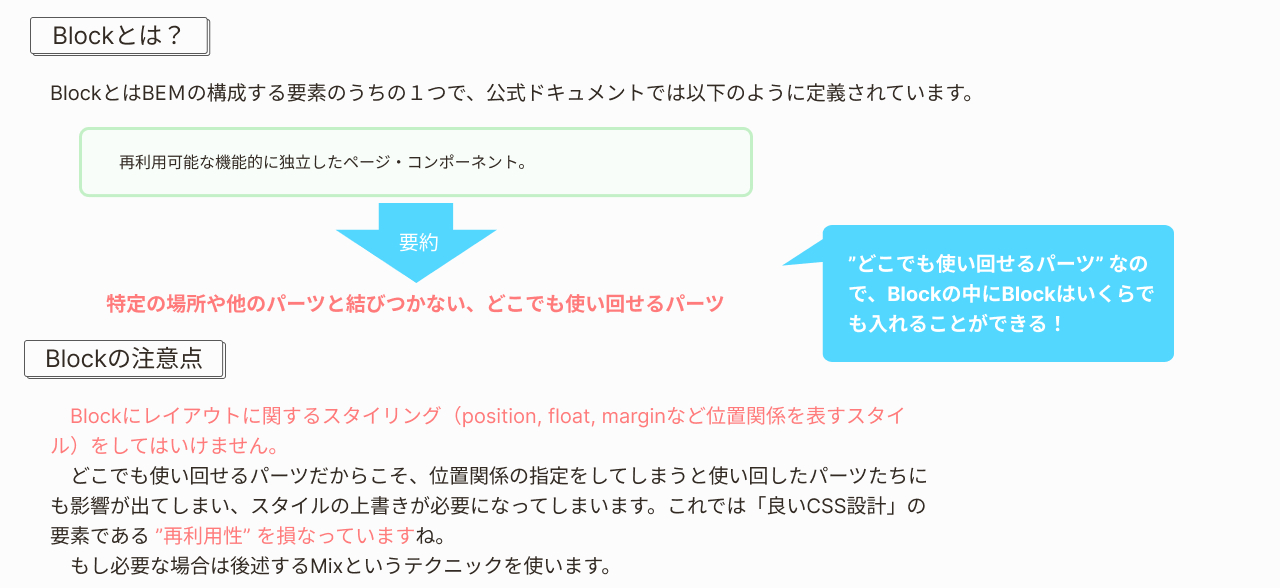 Blockとは？
BlockとはBEMの構成する要素のうちの１つで、公式ドキュメントでは以下のように定義されています。
再利用可能な機能的に独立したページ・コンポーネント。
要約
特定の場所や他のパーツと結びつかない、どこでも使い回せるパーツ
”どこでも使い回せるパーツ” なの
で、Blockの中にBlockはいくらで
も入れることができる！
Blockの注意点
Blockにレイアウトに関するスタイリング（position, float, marginなど位置関係を表すスタイ
ル）をしてはいけません。
どこでも使い回せるパーツだからこそ、位置関係の指定をしてしまうと使い回したパーツたちに
も影響が出てしまい、スタイルの上書きが必要になってしまいます。これでは「良いCSS設計」の
要素である ”再利用性” を損なっていますね。
もし必要な場合は後述するMixというテクニックを使います。